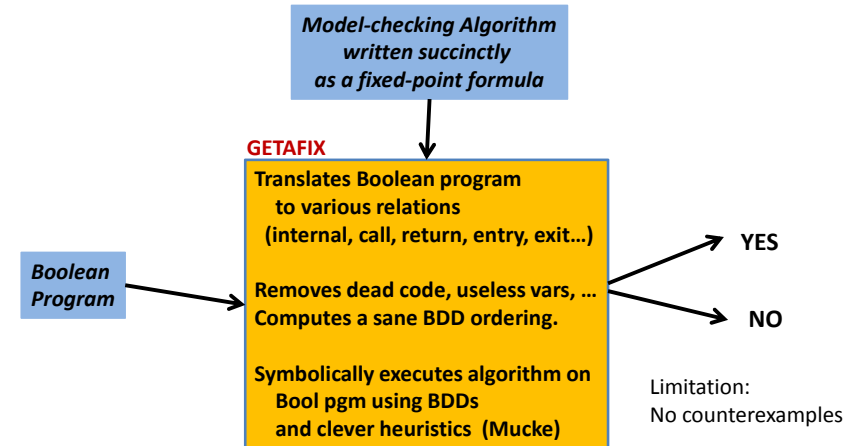 Model-checking Algorithm
written succinctly
as a fixed-point formula
GETAFIX
Translates Boolean program
to various relations
(internal, call, return, entry, exit…)
Removes dead code, useless vars, …
Computes a sane BDD ordering.
Symbolically executes algorithm on
Bool pgm using BDDs
and clever heuristics (Mucke)
Boolean
Program
YES
NO
Limitation:
No counterexamples